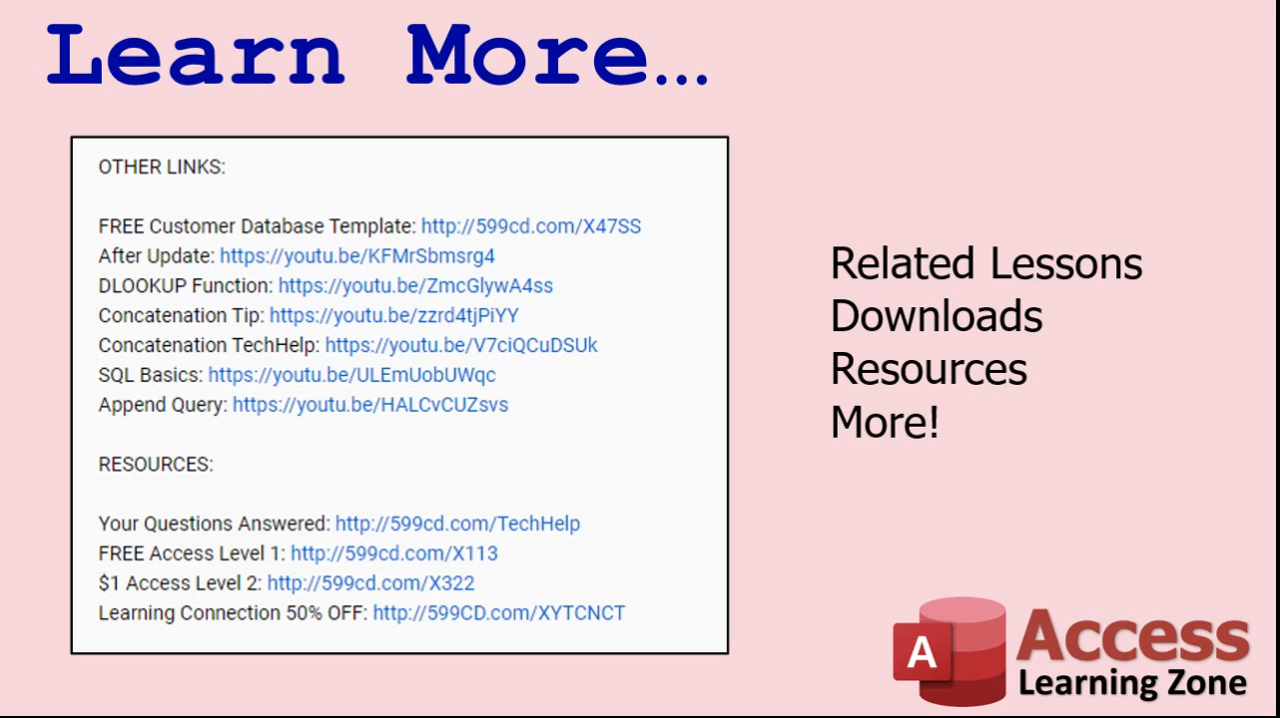 Learn More...
OTHER LINKS:
FREE Customer Database Template: http://599cd.com/X47SS
After Update: https://youtu.be/KFMrSbmsrg4
DLOOKUP Function: https://youtu.be/ZmcGlywA4ss
Concatenation Tip: https://youtu.be/zzrd4tjPiYY
Concatenation TechHelp: https://youtu.be/V7ciQCuDSUk
SQL Basics: https://youtu.be/ULEmUobUWqc
Append Query: https://youtu.be/HALCvCUZsvs
RESOURCES:
Your Questions Answered: http://599cd.com/TechHelp
FREE Access Level 1: http://599cd.com/X113
$1 Access Level 2: http://599cd.com/X322
Learning Connection 50% OFF: http://599CD.com/XYTCNCT
Related Lessons
Downloads
Resources
More!
A
Access
Learning Zone